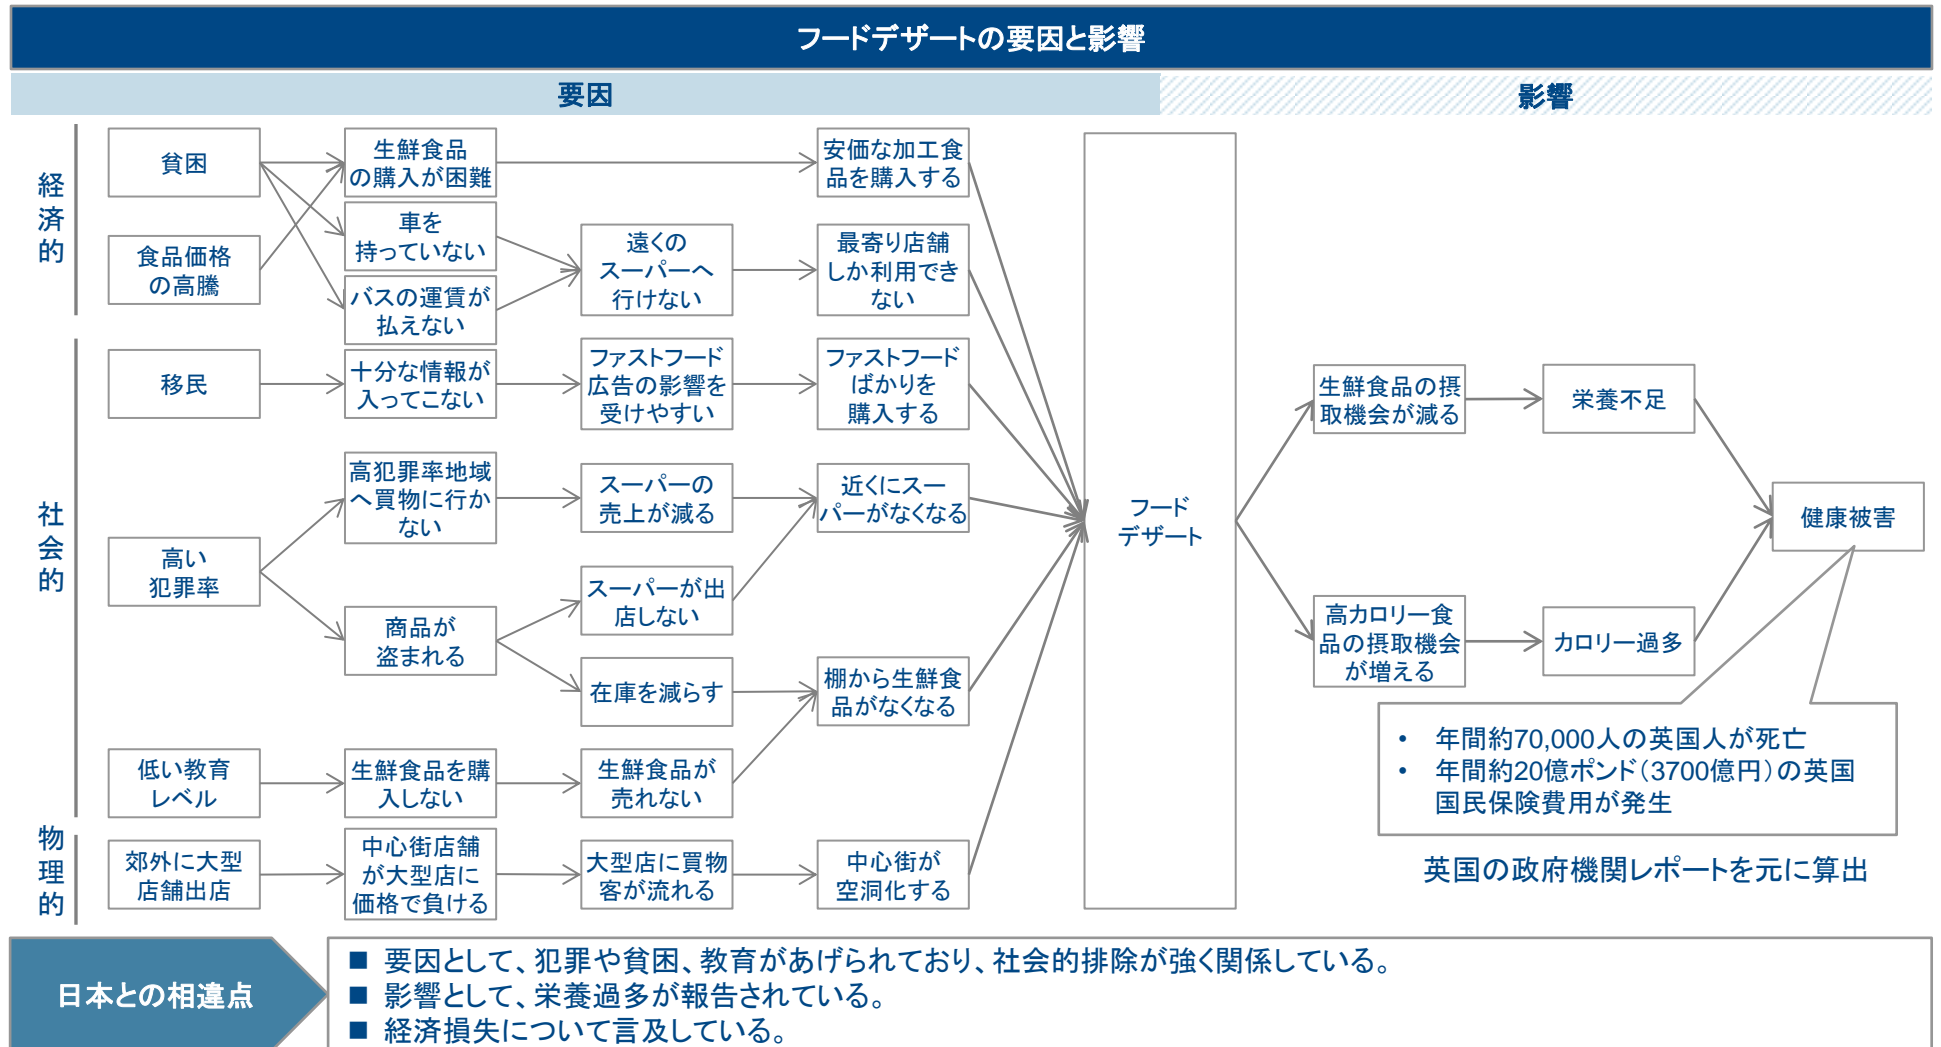 フードデザートの要因と影響
要因
影響
経済的
貧困
生鮮食品
の購入が困難
安価な加工食
品を購入する
食品価格
の高騰
車を
持っていない
バスの運賃が
払えない
遠くの
スーパーへ
行けない
最寄り店舗
しか利用でき
ない
社会的
移民
十分な情報が
入ってこない
ファストフード
広告の影響を
受けやすい
ファストフード
ばかりを
購入する
高い
犯罪率
高犯罪率地域
へ買物に行か
ない
スーパーの
売上が減る
近くにスー
パーがなくなる
商品が
盗まれる
スーパーが出
店しない
在庫を減らす
棚から生鮮食
品がなくなる
低い教育
レベル
生鮮食品を購
入しない
生鮮食品が
売れない
物理的
郊外に大型
店舗出店
中心街店舗
が大型店に
価格で負ける
大型店に買物
客が流れる
中心街が
空洞化する
フード
デザート
生鮮食品の摂
取機会が減る
栄養不足
高カロリー食
品の摂取機会
が増える
カロリー過多
健康被害
• 年間約70,000人の英国人が死亡
• 年間約20億ポンド（3700億円）の英国
国民保険費用が発生
英国の政府機関レポートを元に算出
日本との相違点
■ 要因として、犯罪や貧困、教育があげられており、社会的排除が強く関係している。
■ 影響として、栄養過多が報告されている。
■ 経済損失について言及している。